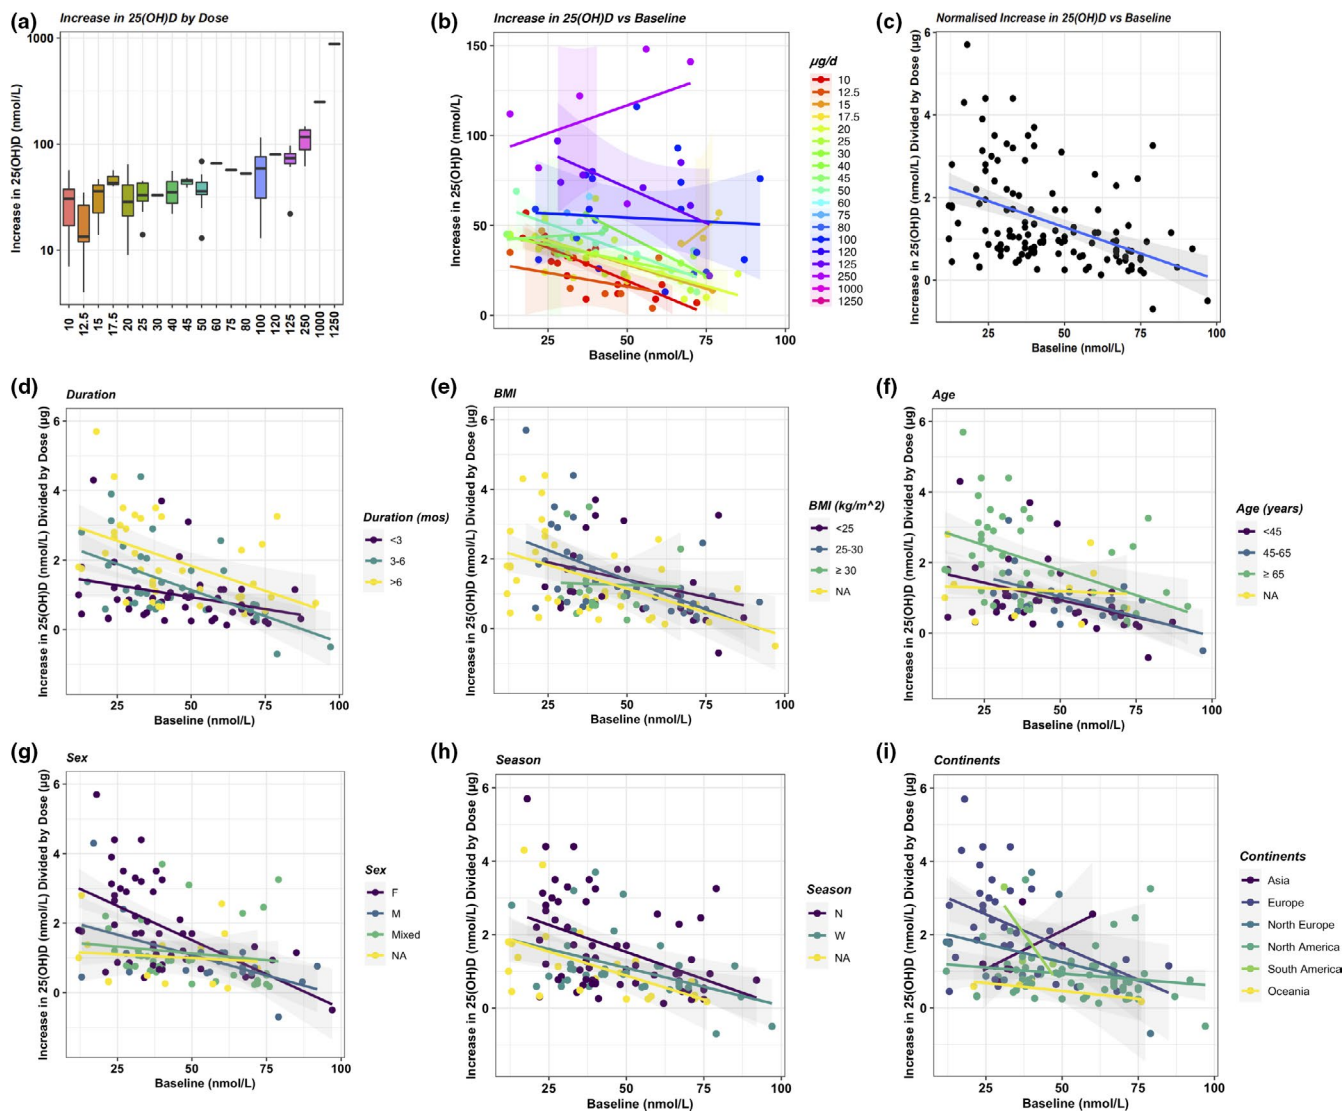 (a)
Increase in 25(OH)D by Dose
Increase in 25(OH)D (nmol/L)
1000
100
10
10 12.5 15 17.5 20 25 30 40 45 50 60 75 80 100 120 125 250 1000 1250
(b)
Increase in 25(OH)D vs Baseline
Increase in 25(OH)D (nmol/L)
150
100
50
0
25 50 75 100
Baseline (nmol/L)
µg/d
10
12.5
15
17.5
20
25
30
40
45
50
60
75
80
100
120
125
250
1000
1250
(c)
Normalised Increase in 25(OH)D vs Baseline
Increase in 25(OH)D (nmol/L) Divided by Dose (µg)
6
4
2
0
25 50 75 100
Baseline (nmol/L)
(d)
Duration
Increase in 25(OH)D (nmol/L) Divided by Dose (µg)
6
4
2
0
25 50 75 100
Baseline (nmol/L)
Duration (mos)
<3
3-6
>6
(e)
BMI
Increase in 25(OH)D (nmol/L) Divided by Dose (µg)
6
4
2
0
25 50 75 100
Baseline (nmol/L)
BMI (kg/m^2)
<25
25-30
≥ 30
NA
(f)
Age
Increase in 25(OH)D (nmol/L) Divided by Dose (µg)
6
4
2
0
25 50 75 100
Baseline (nmol/L)
Age (years)
<45
45-65
≥ 65
NA
(g)
Sex
Increase in 25(OH)D (nmol/L) Divided by Dose (µg)
6
4
2
0
25 50 75 100
Baseline (nmol/L)
Sex
F
M
Mixed
NA
(h)
Season
Increase in 25(OH)D (nmol/L) Divided by Dose (µg)
6
4
2
0
25 50 75 100
Baseline (nmol/L)
Season
N
W
NA
(i)
Continents
Increase in 25(OH)D (nmol/L) Divided by Dose (µg)
6
4
2
0
25 50 75 100
Baseline (nmol/L)
Continents
Asia
Europe
North Europe
North America
South America
Oceania